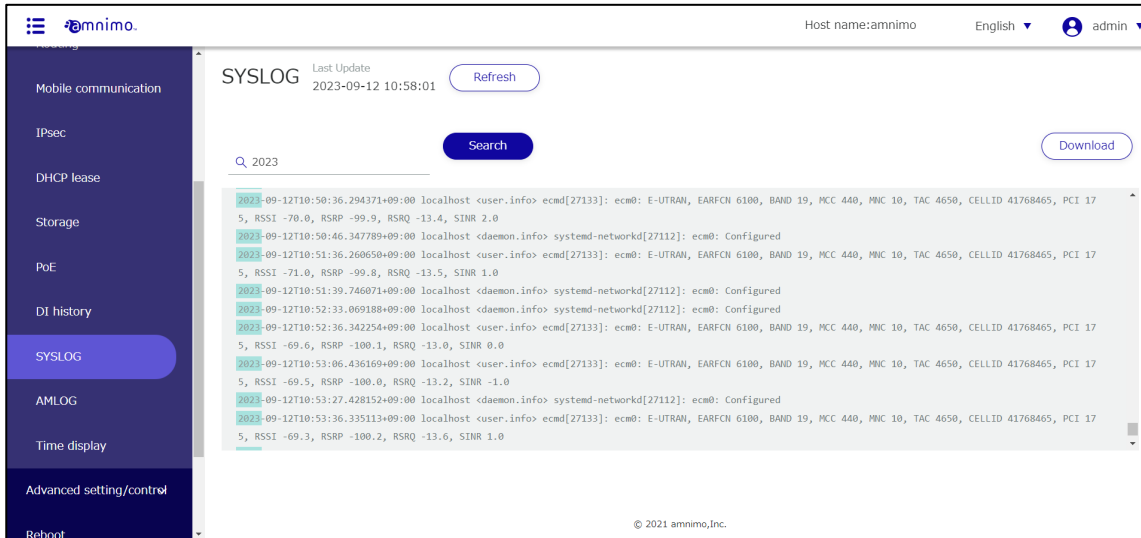 amnimo
Host name:amnimo
English
admin
Routing
Mobile communication
IPsec
DHCP lease
Storage
PoE
DI history
SYSLOG
AMLOG
Time display
Advanced setting/control
Reboot
SYSLOG
Last Update
2023-09-12 10:58:01
Refresh
2023
Search
Download
2023-09-12T10:50:36.294371+09:00 localhost <user.info> ecmd[27133]: ecm0: E-UTRAN, EARFCN 6100, BAND 19, MCC 440, MNC 10, TAC 4650, CELLID 41768465, PCI 17
5, RSSI -70.0, RSRP -99.9, RSRQ -13.4, SINR 2.0
2023-09-12T10:50:46.347789+09:00 localhost <daemon.info> systemd-networkd[27112]: ecm0: Configured
2023-09-12T10:51:36.260650+09:00 localhost <user.info> ecmd[27133]: ecm0: E-UTRAN, EARFCN 6100, BAND 19, MCC 440, MNC 10, TAC 4650, CELLID 41768465, PCI 17
5, RSSI -71.0, RSRP -99.8, RSRQ -13.5, SINR 1.0
2023-09-12T10:51:39.746071+09:00 localhost <daemon.info> systemd-networkd[27112]: ecm0: Configured
2023-09-12T10:52:33.069188+09:00 localhost <daemon.info> systemd-networkd[27112]: ecm0: Configured
2023-09-12T10:52:36.342254+09:00 localhost <user.info> ecmd[27133]: ecm0: E-UTRAN, EARFCN 6100, BAND 19, MCC 440, MNC 10, TAC 4650, CELLID 41768465, PCI 17
5, RSSI -69.6, RSRP -100.1, RSRQ -13.0, SINR 0.0
2023-09-12T10:53:06.436169+09:00 localhost <user.info> ecmd[27133]: ecm0: E-UTRAN, EARFCN 6100, BAND 19, MCC 440, MNC 10, TAC 4650, CELLID 41768465, PCI 17
5, RSSI -69.5, RSRP -100.0, RSRQ -13.2, SINR -1.0
2023-09-12T10:53:27.428152+09:00 localhost <daemon.info> systemd-networkd[27112]: ecm0: Configured
2023-09-12T10:53:36.335113+09:00 localhost <user.info> ecmd[27133]: ecm0: E-UTRAN, EARFCN 6100, BAND 19, MCC 440, MNC 10, TAC 4650, CELLID 41768465, PCI 17
5, RSSI -69.3, RSRP -100.2, RSRQ -13.6, SINR 1.0
© 2021 amnimo,Inc.